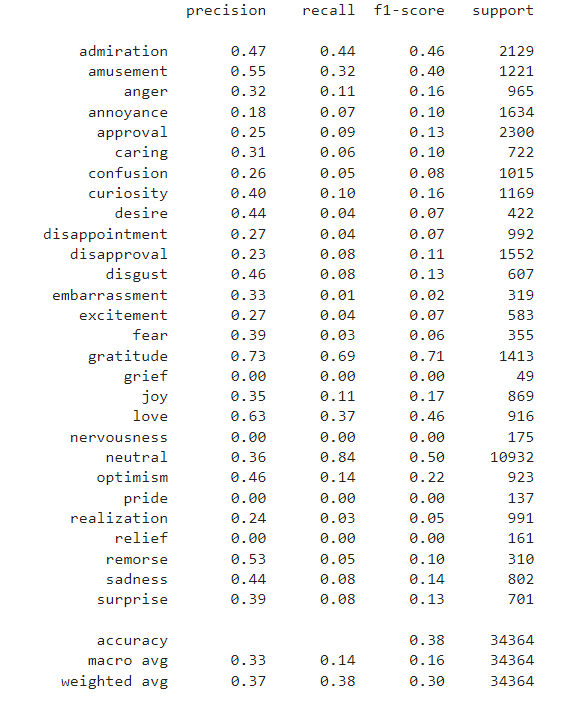 precision recall f1-score support
admiration 0.47 0.44 0.46 2129
amusement 0.55 0.32 0.40 1221
anger 0.32 0.11 0.16 965
annoyance 0.18 0.07 0.10 1634
approval 0.25 0.09 0.13 2300
caring 0.31 0.06 0.10 722
confusion 0.26 0.05 0.08 1015
curiosity 0.40 0.10 0.16 1169
desire 0.44 0.04 0.07 422
disappointment 0.27 0.04 0.07 992
disapproval 0.23 0.08 0.11 1552
disgust 0.46 0.08 0.13 607
embarrassment 0.33 0.01 0.02 319
excitement 0.27 0.04 0.07 583
fear 0.39 0.03 0.06 355
gratitude 0.73 0.69 0.71 1413
grief 0.00 0.00 0.00 49
joy 0.35 0.11 0.17 869
love 0.63 0.37 0.46 916
nervousness 0.00 0.00 0.00 175
neutral 0.36 0.84 0.50 10932
optimism 0.46 0.14 0.22 923
pride 0.00 0.00 0.00 137
realization 0.24 0.03 0.05 991
relief 0.00 0.00 0.00 161
remorse 0.53 0.05 0.10 310
sadness 0.44 0.08 0.14 802
surprise 0.39 0.08 0.13 701
accuracy 0.38 34364
macro avg 0.33 0.14 0.16 34364
weighted avg 0.37 0.38 0.30 34364